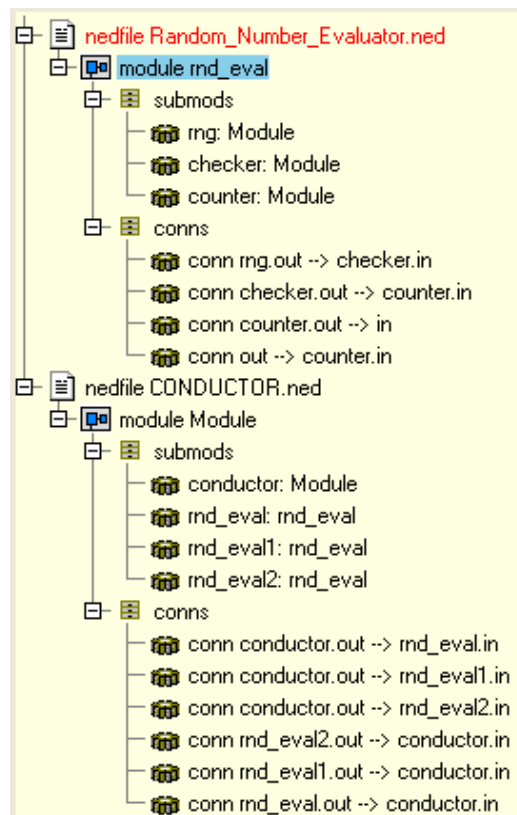 nedfile Random_Number_Evaluator.ned
module rnd_eval
submods
rng: Module
checker: Module
counter: Module
conns
conn rng.out --> checker.in
conn checker.out --> counter.in
conn counter.out --> in
conn out --> counter.in
nedfile CONDUCTOR.ned
module Module
submods
conductor: Module
rnd_eval: rnd_eval
rnd_eval1: rnd_eval
rnd_eval2: rnd_eval
conns
conn conductor.out --> rnd_eval.in
conn conductor.out --> rnd_eval1.in
conn conductor.out --> rnd_eval2.in
conn rnd_eval2.out --> conductor.in
conn rnd_eval1.out --> conductor.in
conn rnd_eval.out --> conductor.in